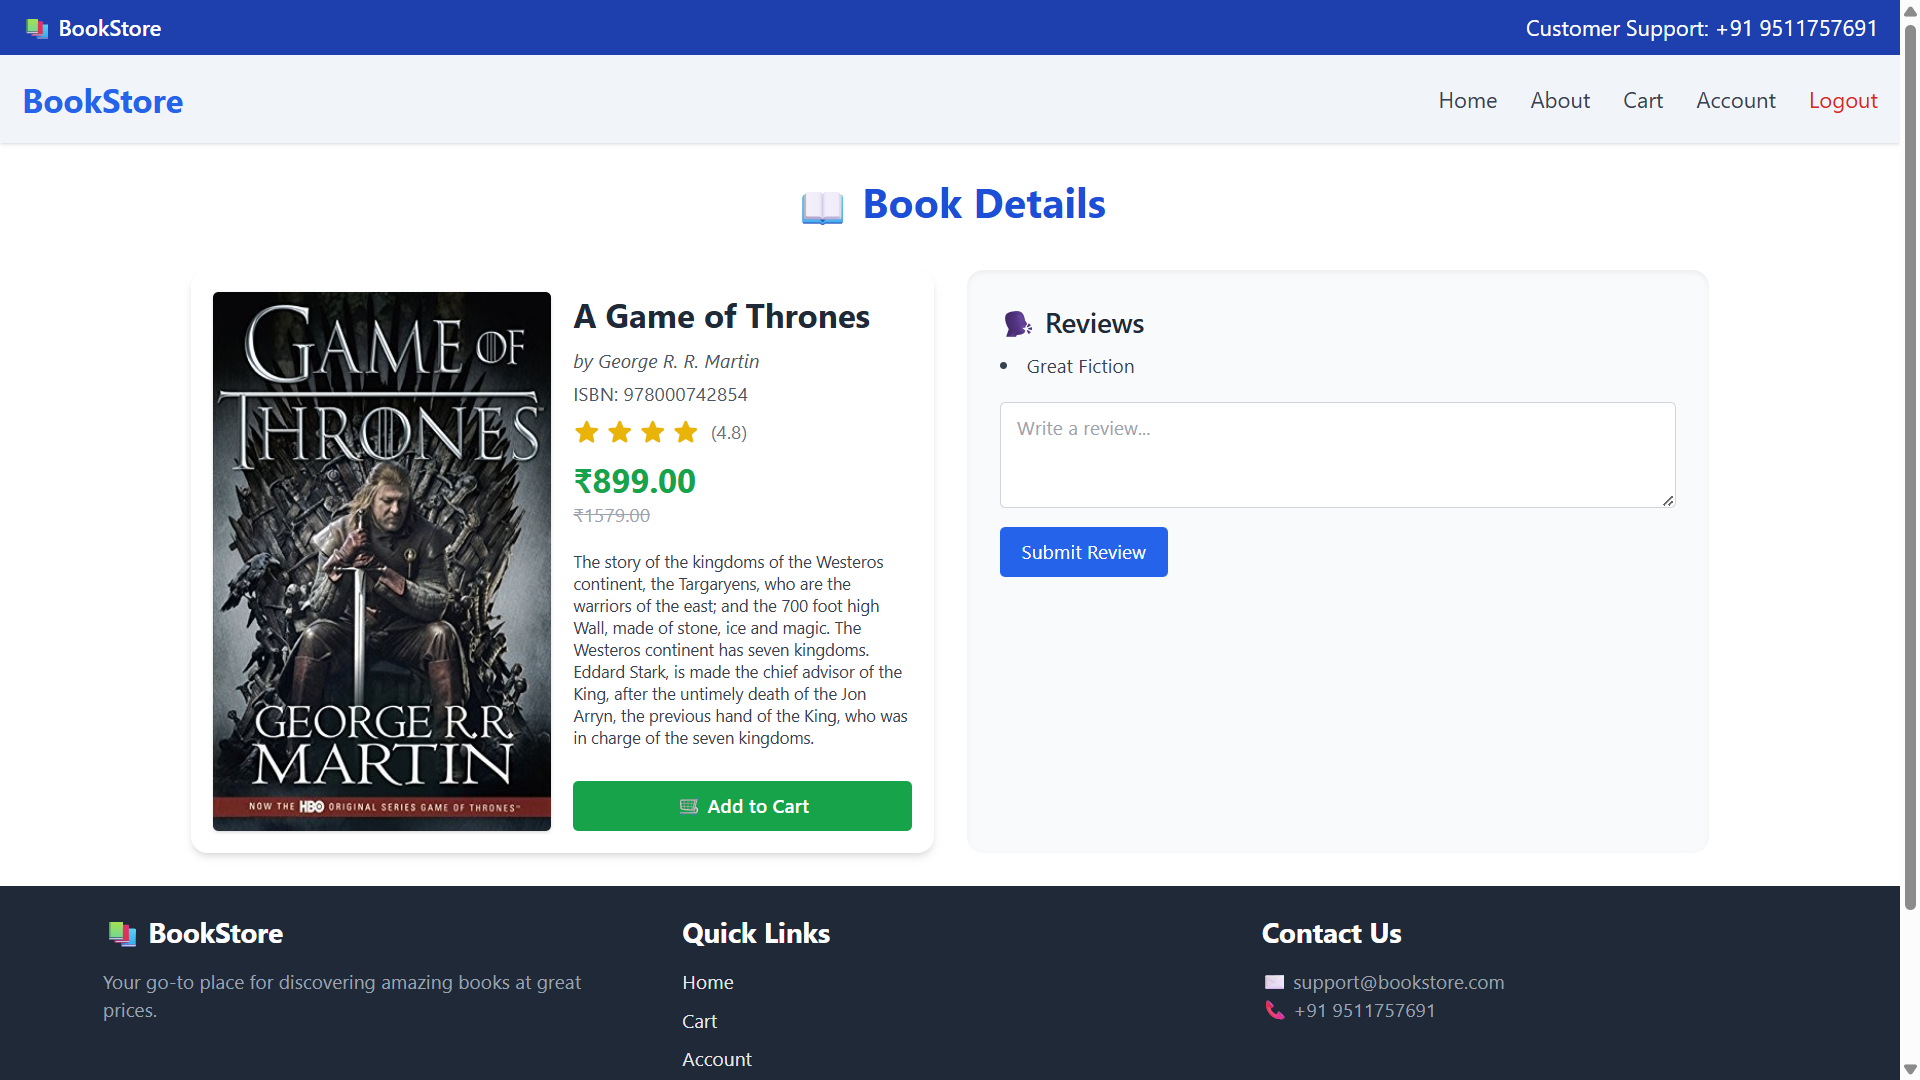 BookStore
Customer Support: +91 9511757691
BookStore
Home
About
Cart
Account
Logout
Book Details
GAME OF
THRONES
GEORGE R.R.
MARTIN
NOW THE HBO ORIGINAL SERIES GAME OF THRONES
A Game of Thrones
by George R. R. Martin
ISBN: 978000742854
(4.8)
₹899.00
₹1579.00
The story of the kingdoms of the Westeros
continent, the Targaryens, who are the
warriors of the east; and the 700 foot high
Wall, made of stone, ice and magic. The
Westeros continent has seven kingdoms.
Eddard Stark, is made the chief advisor of the
King, after the untimely death of the Jon
Arryn, the previous hand of the King, who was
in charge of the seven kingdoms.
Add to Cart
Reviews
• Great Fiction
Write a review...
Submit Review
BookStore
Your go-to place for discovering amazing books at great
prices.
Quick Links
Home
Cart
Account
Contact Us
support@bookstore.com
+91 9511757691